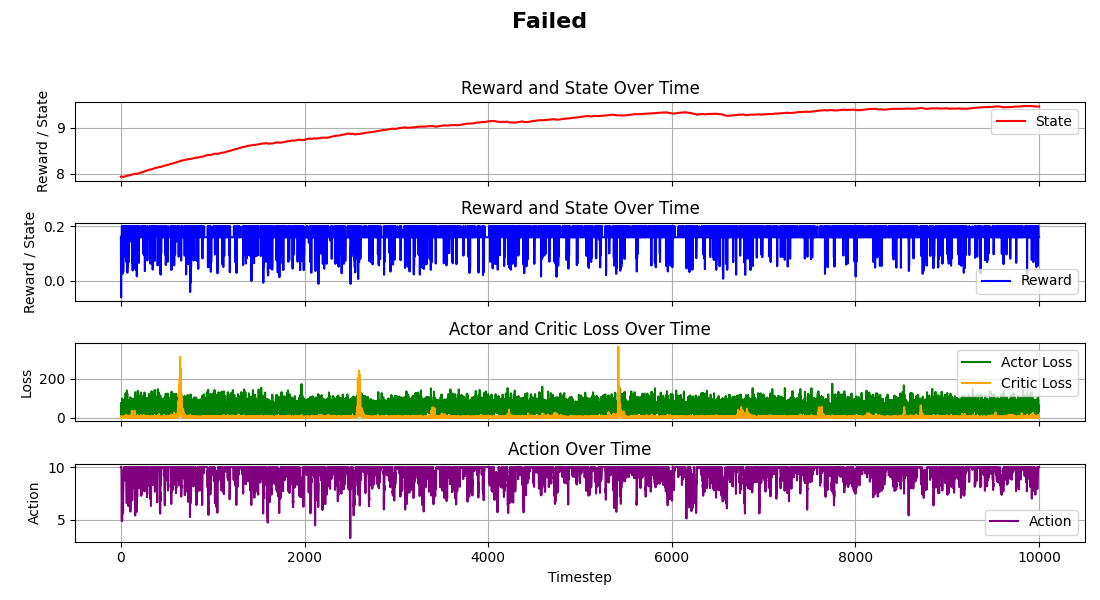 Failed
Reward and State Over Time
Reward / State
9
8
State
Reward and State Over Time
Reward / State
0.2
0.0
Reward
Actor and Critic Loss Over Time
Loss
200
0
Actor Loss
Critic Loss
Action Over Time
Action
10
5
Action
0 2000 4000 6000 8000 10000
Timestep